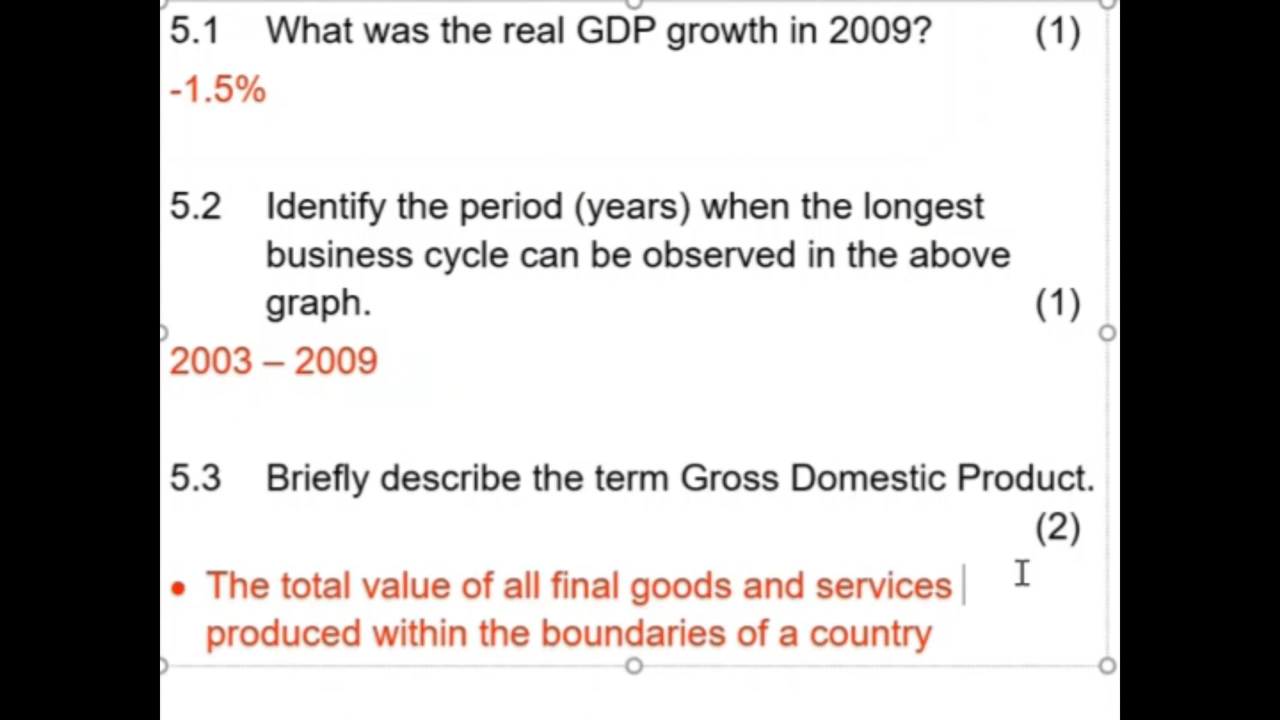 5.1 What was the real GDP growth in 2009? (1)
-1.5%
5.2 Identify the period (years) when the longest
business cycle can be observed in the above
graph. (1)
2003 – 2009
5.3 Briefly describe the term Gross Domestic Product.
(2)
• The total value of all final goods and services
produced within the boundaries of a country